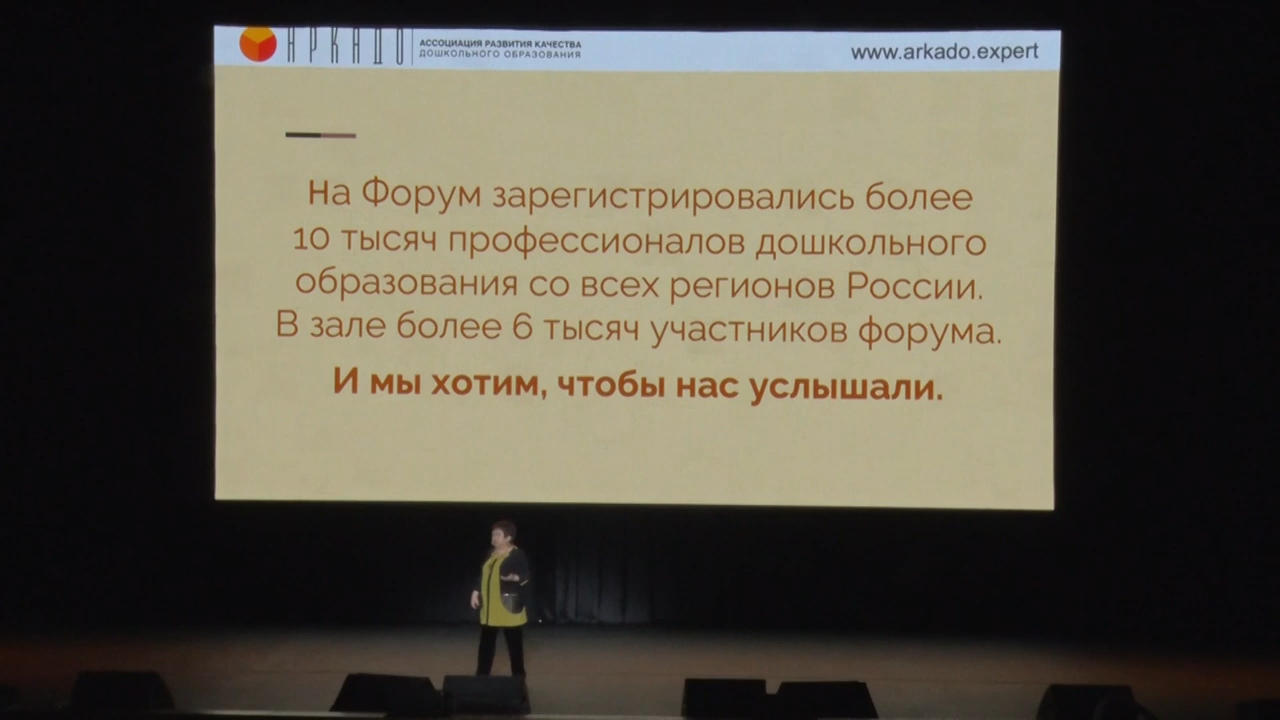 АРКАДО
АССОЦИАЦИЯ РАЗВИТИЯ КАЧЕСТВА
ДОШКОЛЬНОГО ОБРАЗОВАНИЯ
www.arkado.expert
На Форум зарегистрировались более
10 тысяч профессионалов дошкольного
образования со всех регионов России.
В зале более 6 тысяч участников форума.
И мы хотим, чтобы нас услышали.